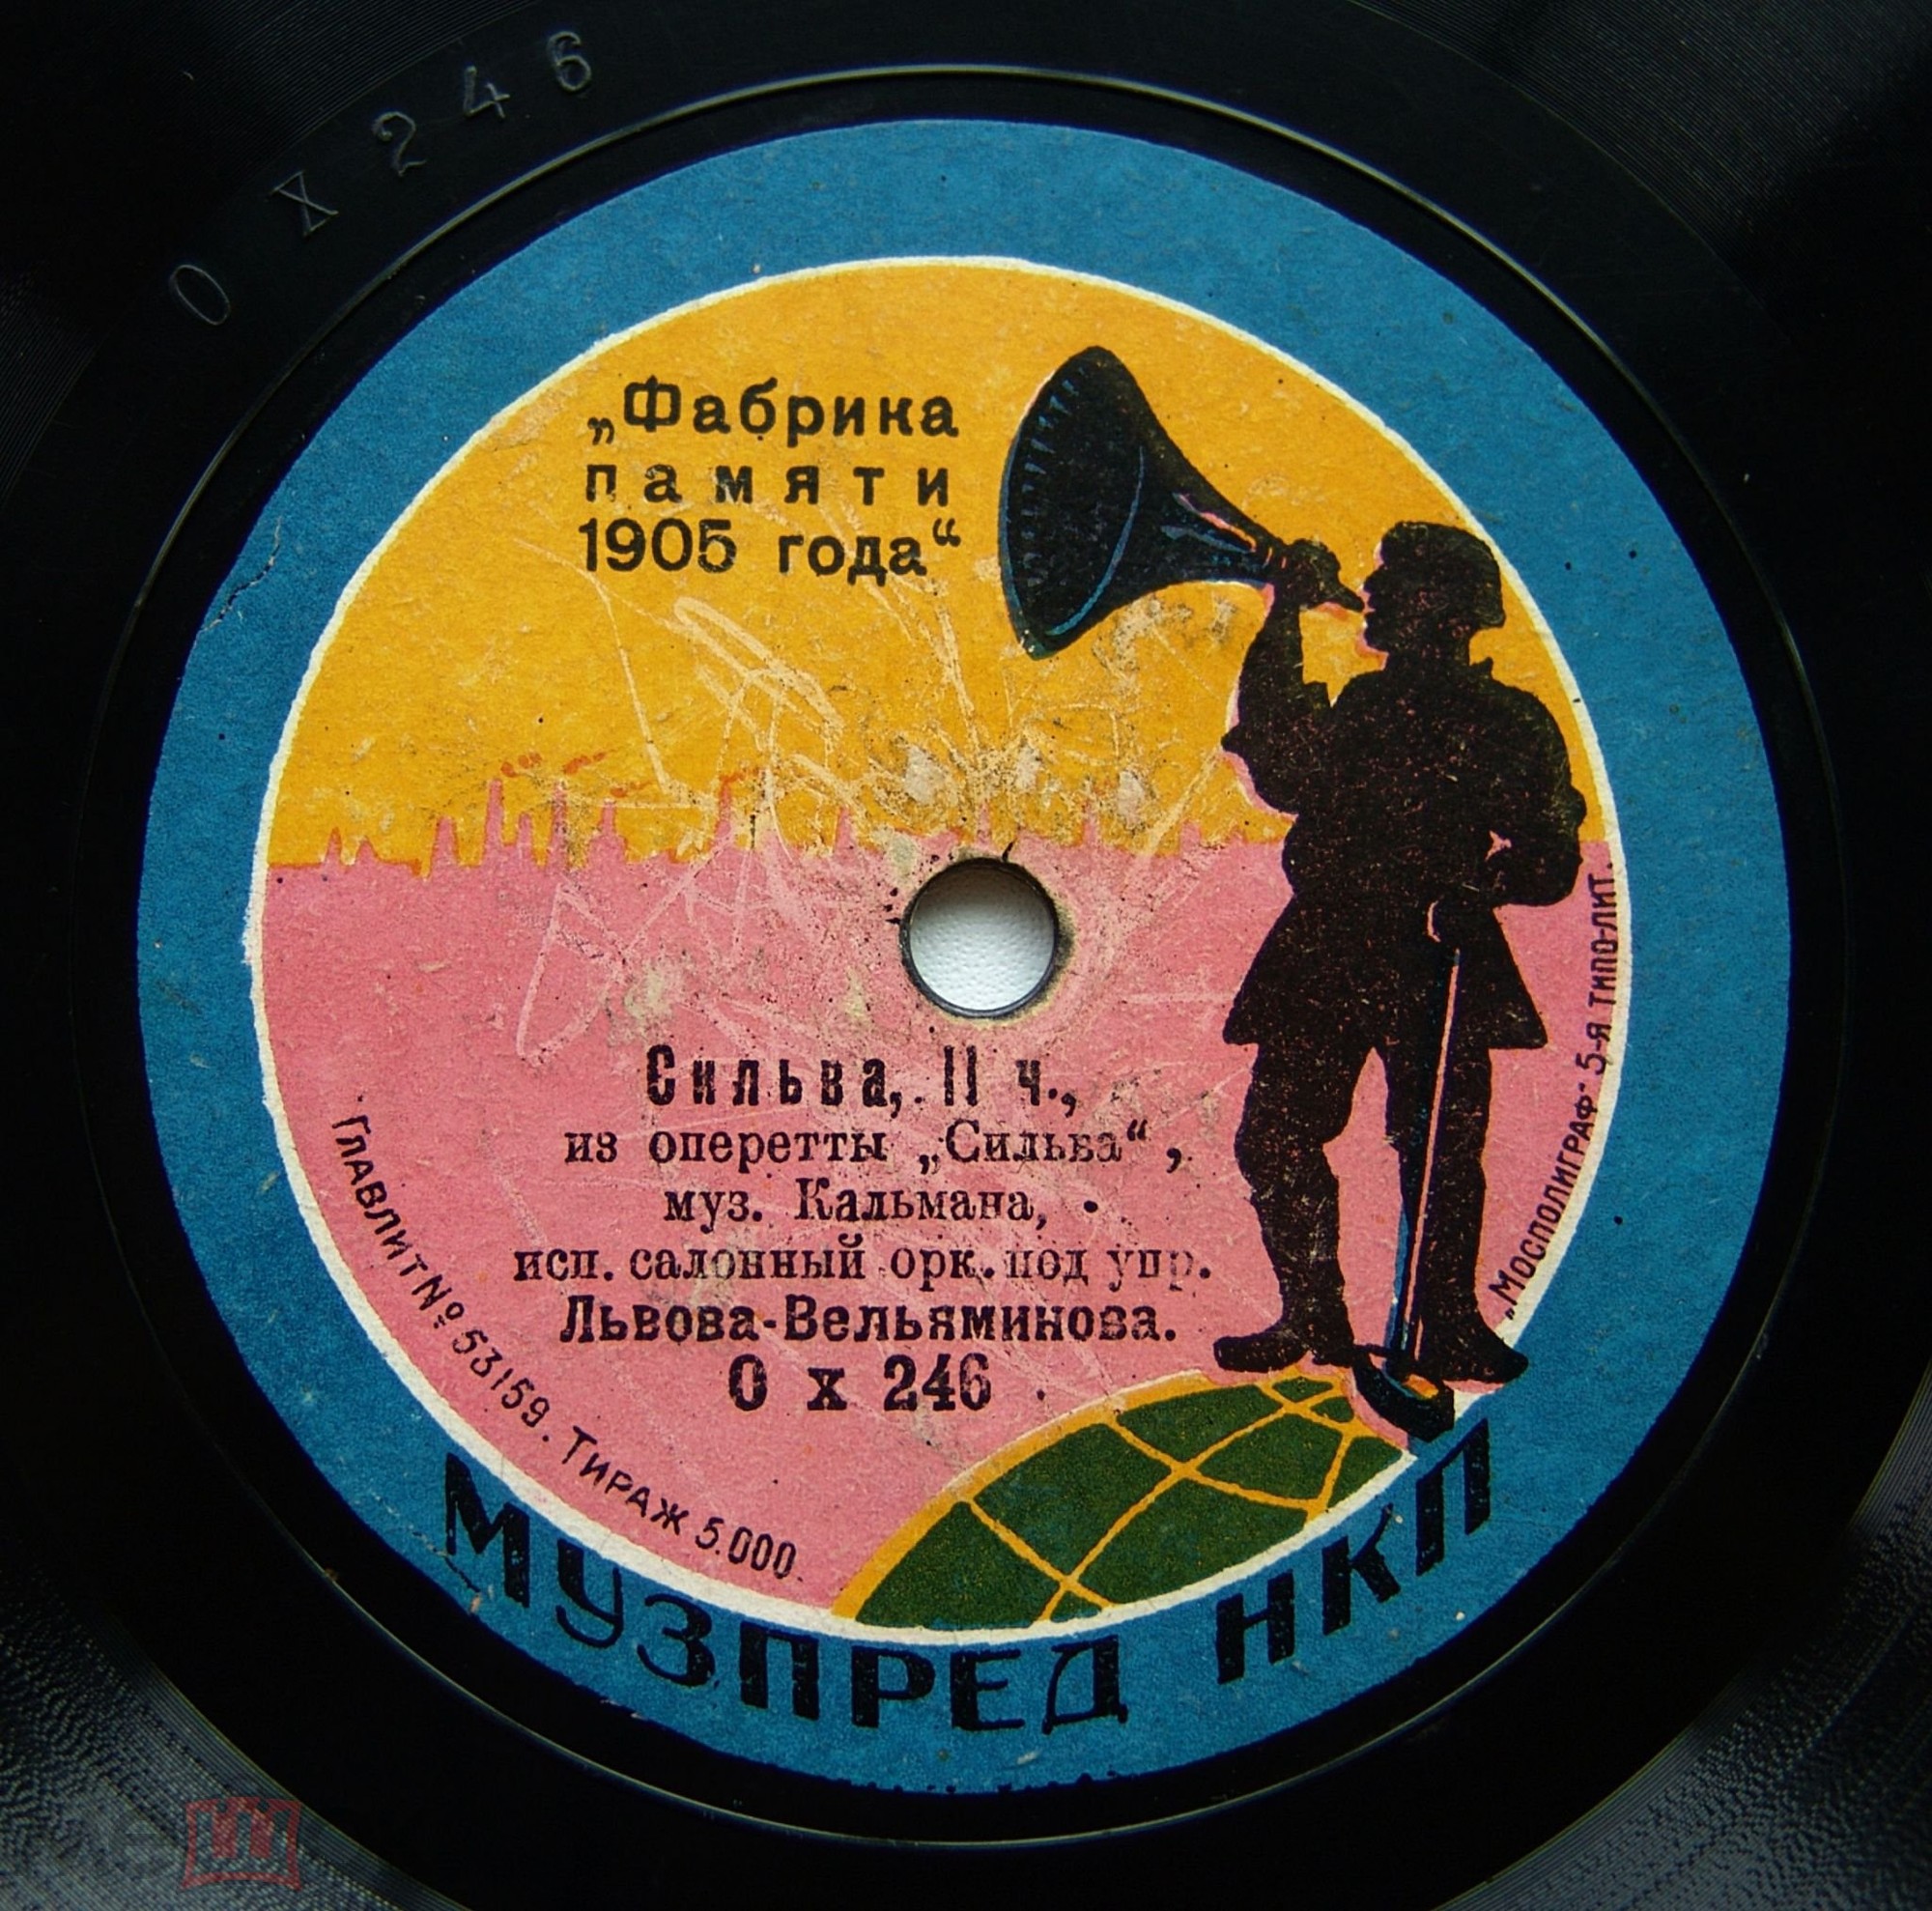 0 X 246
„Фабрика
памяти
1905 года“
Сильва, II ч.,
из оперетты „Сильва“,
муз. Кальмана,
исп. салонный орк. под упр.
Львова-Вельяминова.
0 х 246
ГЛАВЛИТ № 53159. ТИРАЖ 5.000.
„МОСПОЛИГРАФ“ 5-Я ТИПО-ЛИТ.
МУЗПРЕД НКП